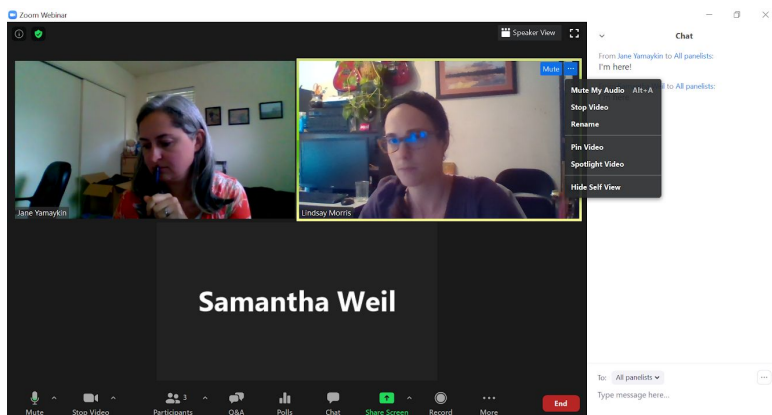 Zoom Webinar
Speaker View
Chat
From Jane Yamaykin to All panelists:
I'm here!
to All panelists:
Mute
Mute My Audio Alt+A
Stop Video
Rename
Pin Video
Spotlight Video
Hide Self View
Jane Yamaykin
Lindsay Morris
Samantha Weil
To: All panelists
Type message here...
Mute
Stop Video
3
Participants
Q&A
Polls
Chat
Share Screen
Record
More
End